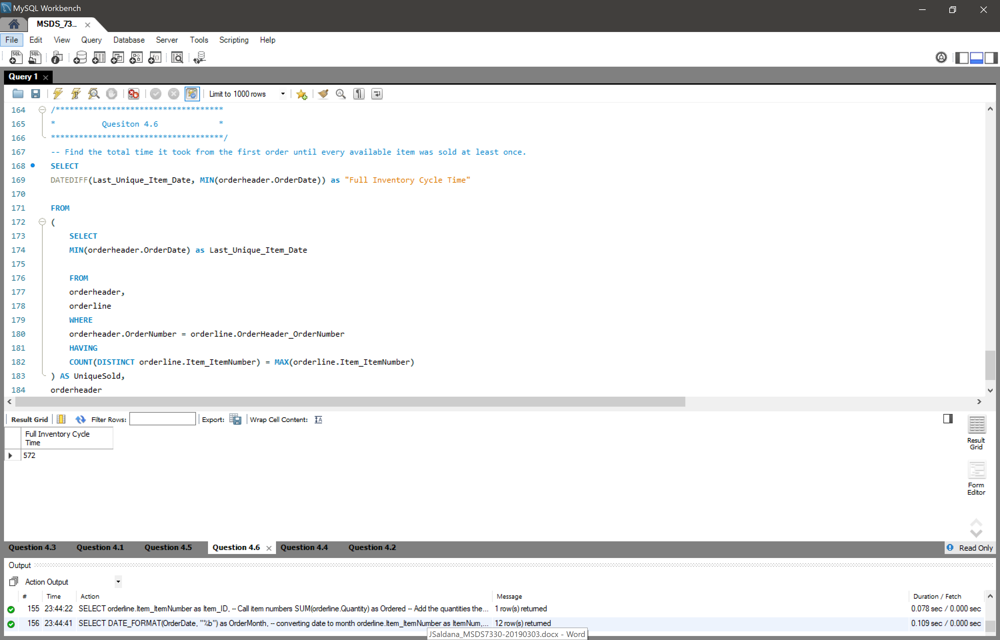 MySQL Workbench
MSDS_73...
File Edit View Query Database Server Tools Scripting Help
Query 1
Limit to 1000 rows
164 /************************************
165 * Quesiton 4.6 *
166 *************************************/
167 -- Find the total time it took from the first order until every available item was sold at least once.
168 SELECT
169 DATEDIFF(Last_Unique_Item_Date, MIN(orderheader.OrderDate)) as "Full Inventory Cycle Time"
170
171 FROM
172 (
173 SELECT
174 MIN(orderheader.OrderDate) as Last_Unique_Item_Date
175
176 FROM
177 orderheader,
178 orderline
179 WHERE
180 orderheader.OrderNumber = orderline.OrderHeader_OrderNumber
181 HAVING
182 COUNT(DISTINCT orderline.Item_ItemNumber) = MAX(orderline.Item_ItemNumber)
183 ) AS UniqueSold,
184 orderheader
Result Grid Filter Rows: Export: Wrap Cell Content:
Full Inventory Cycle
Time
572
Result
Grid
Form
Editor
Question 4.3 Question 4.1 Question 4.5 Question 4.6 Question 4.4 Question 4.2 Read Only
Output
Action Output
# Time Action Message Duration / Fetch
155 23:44:22 SELECT orderline.Item_ItemNumber as Item_ID, -- Call item numbers SUM(orderline.Quantity) as Ordered -- Add the quantities the... 1 row(s) returned 0.078 sec / 0.000 sec
156 23:44:41 SELECT DATE_FORMAT(OrderDate, "%b") as OrderMonth, -- converting date to month orderline.Item_ItemNumber as ItemNum,... 12 row(s) returned 0.109 sec / 0.000 sec
JSaldana_MSDS7330-20190303.docx - Word